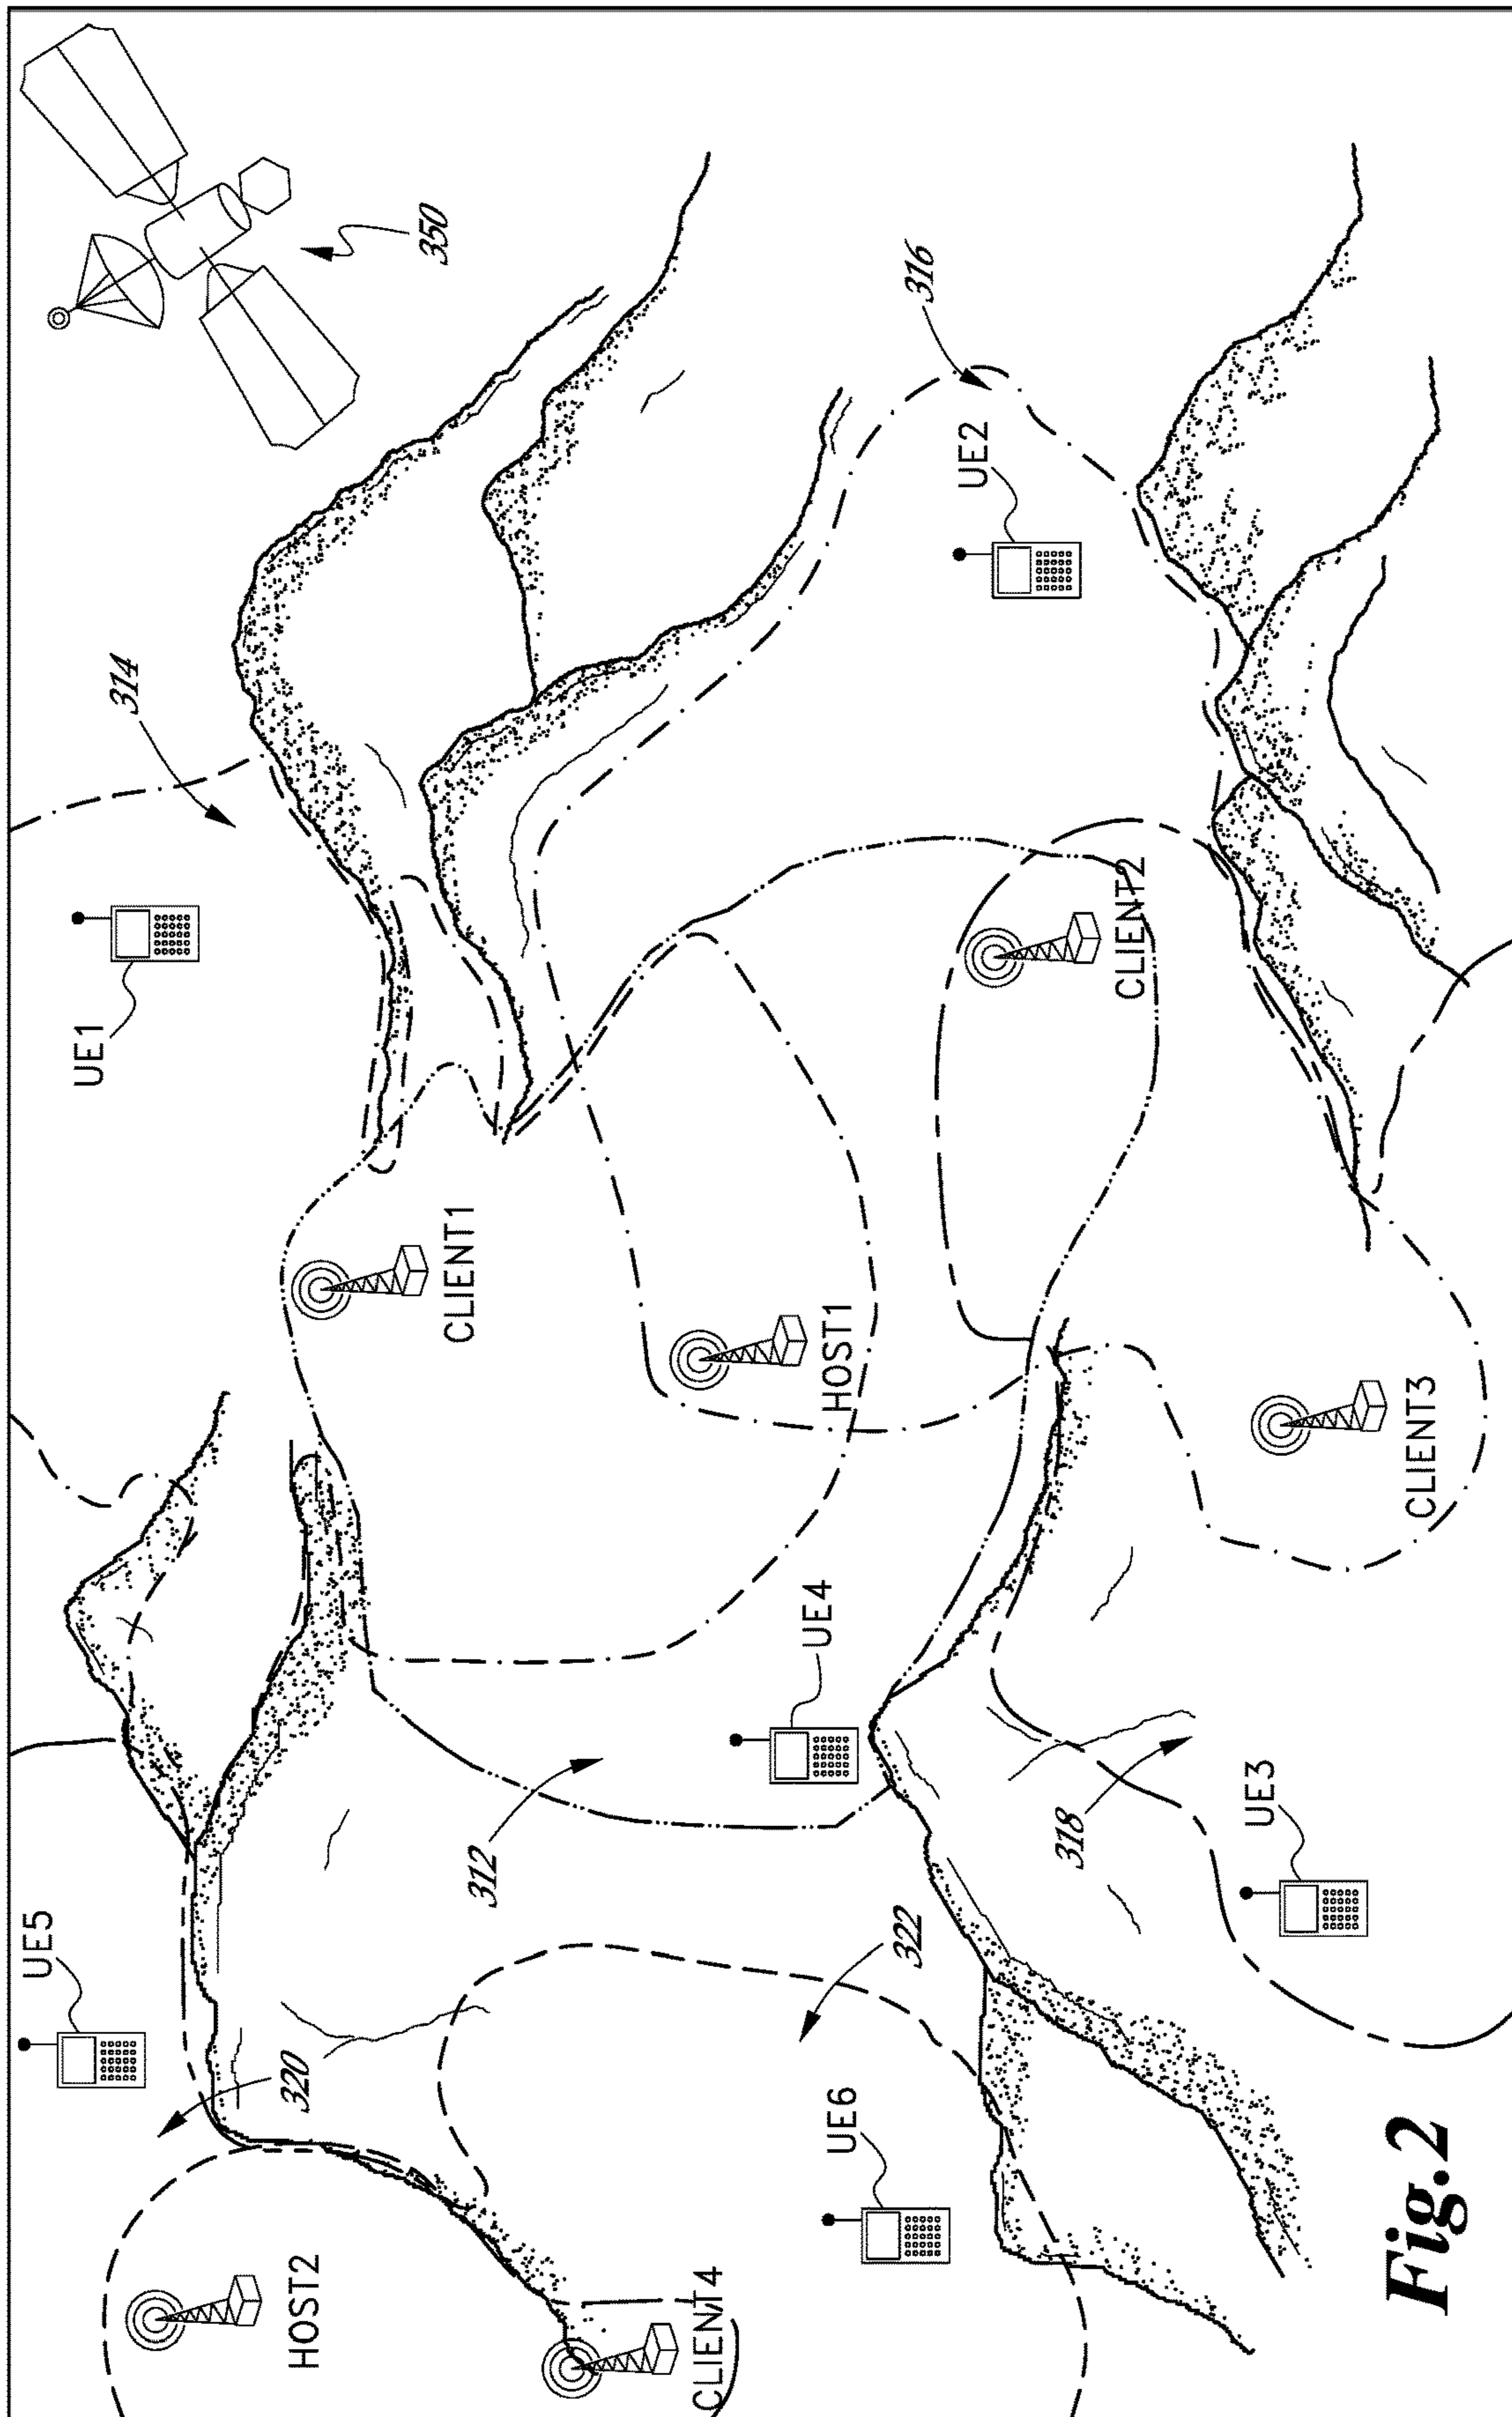 UE5
UE1
314
HOST2
320
350
CLIENT1
312
CLIENT4
UE6
UE4
HOST1
322
316
UE2
318
CLIENT2
UE3
CLIENT3
Fig.2